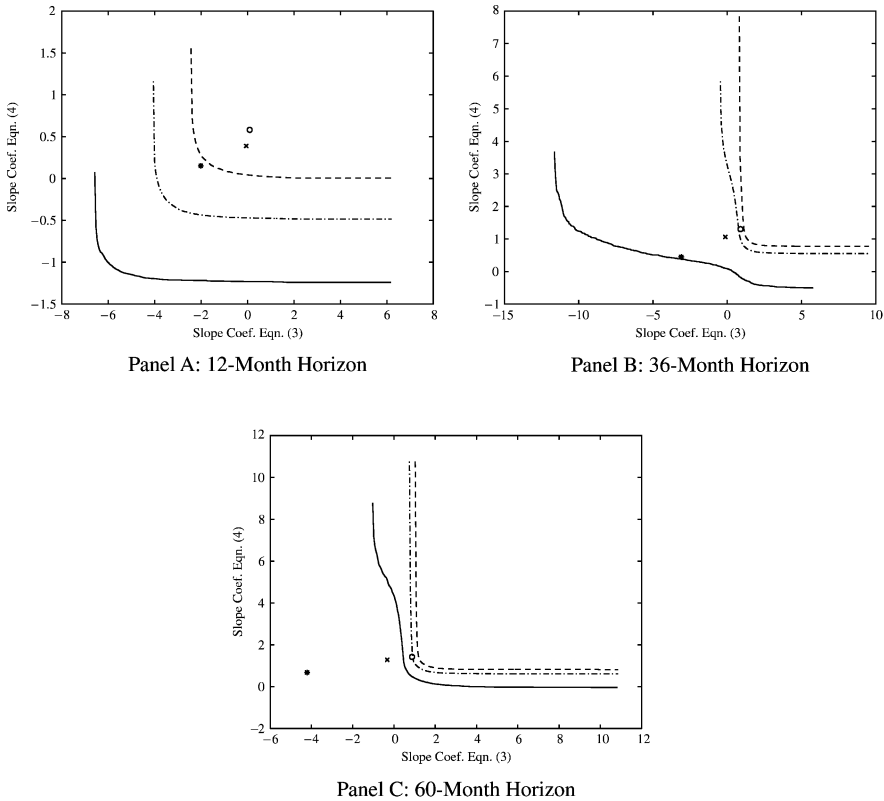 2
1.5
1
0.5
0
−0.5
−1
−1.5
−8 −6 −4 −2 0 2 4 6 8
Slope Coef. Eqn. (4)
Slope Coef. Eqn. (3)
Panel A: 12-Month Horizon
8
7
6
5
4
3
2
1
0
−1
−15 −10 −5 0 5 10
Slope Coef. Eqn. (4)
Slope Coef. Eqn. (3)
Panel B: 36-Month Horizon
12
10
8
6
4
2
0
−2
−6 −4 −2 0 2 4 6 8 10 12
Slope Coef. Eqn. (4)
Slope Coef. Eqn. (3)
Panel C: 60-Month Horizon